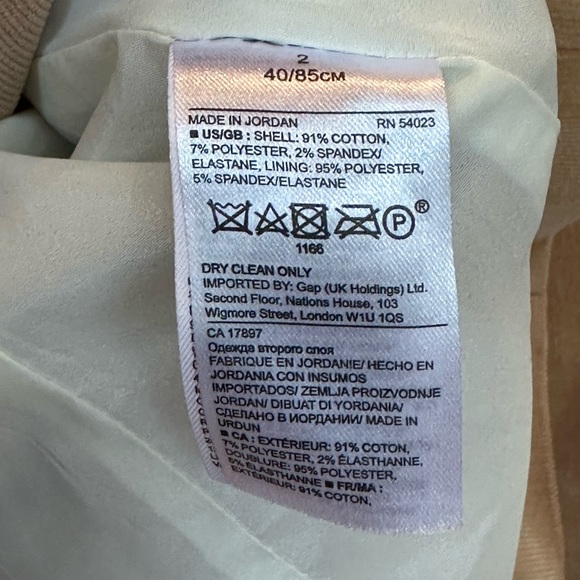 2
40/85CM
MADE IN JORDAN RN 54023
■ US/GB : SHELL: 91% COTTON,
7% POLYESTER, 2% SPANDEX/
ELASTANE, LINING: 95% POLYESTER,
5% SPANDEX/ELASTANE
P®
1166
DRY CLEAN ONLY
IMPORTED BY: Gap (UK Holdings) Ltd.
Second Floor, Nations House, 103
Wigmore Street, London W1U 1QS
CA 17897
Одежда второго слоя
FABRIQUE EN JORDANIE/ HECHO EN
JORDANIA CON INSUMOS
IMPORTADOS/ ZEMLJA PROIZVODNJE
JORDAN/ DIBUAT DI YORDANIA/
СДЕЛАНО В ИОРДАНИИ/ MADE IN
URDUN
■ CA : EXTÉRIEUR: 91% COTON,
7% POLYESTER, 2% ÉLASTHANNE,
DOUBLURE: 95% POLYESTER,
5% ÉLASTHANNE ■ FR/MA :
EXTÉRIEUR: 91% COTON,